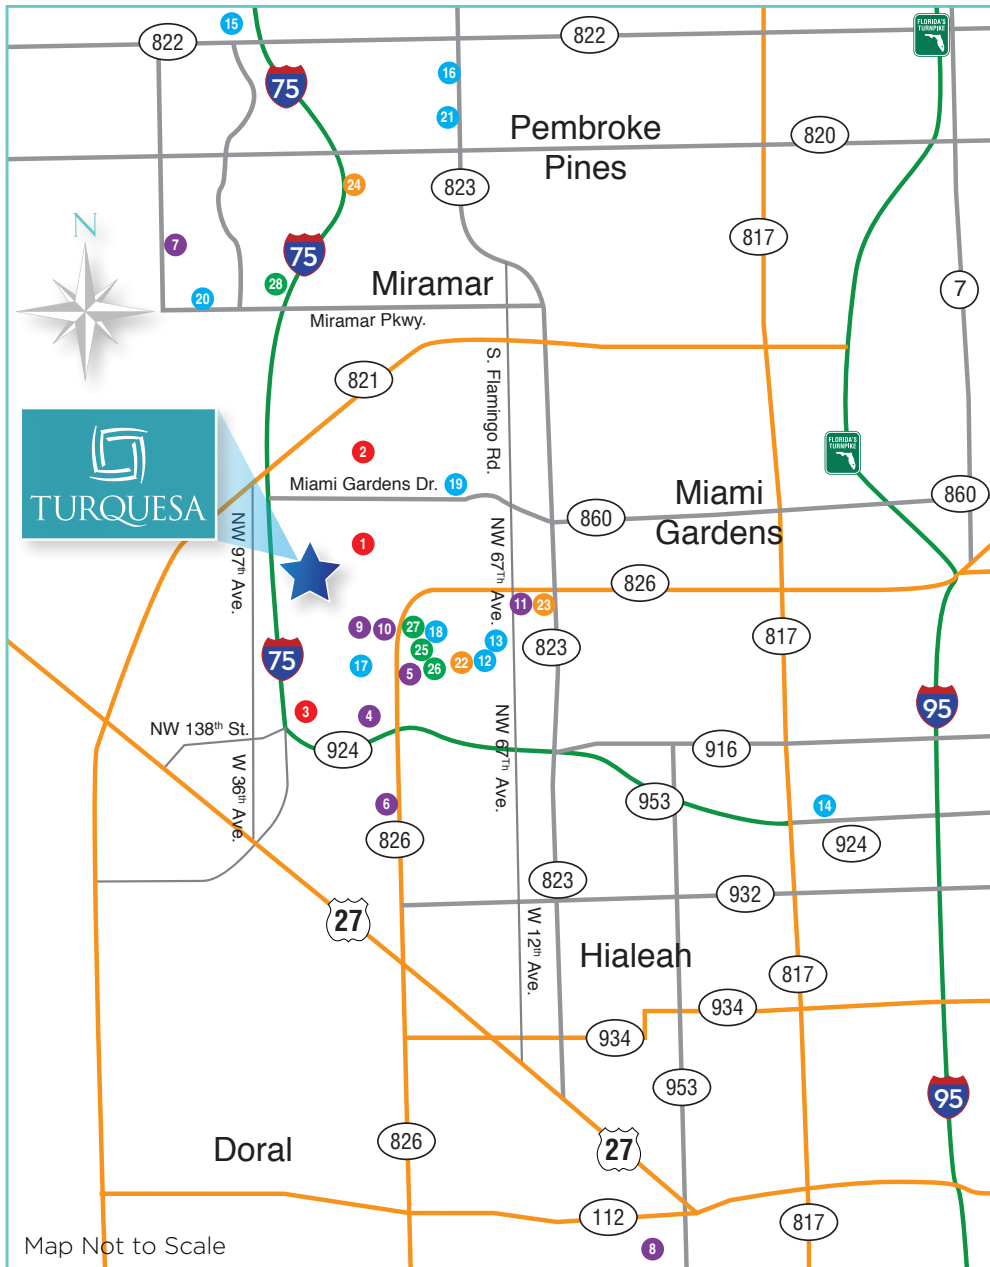 15
822
822
FLORIDA'S
TURNPIKE
75
16
21
Pembroke
Pines
820
24
823
817
7
N
75
28
Miramar
20
7
Miramar Pkwy.
821
S. Flamingo Rd.
2
FLORIDA'S
TURNPIKE
TURQUESA
Miami Gardens Dr.
19
Miami
Gardens
860
860
NW 97th Ave.
1
NW 67Th Ave.
826
11
23
9
10
27
18
13
823
817
25
12
22
26
5
17
75
3
4
NW 67Th Ave.
95
NW 138th St.
924
916
W 36th Ave.
953
14
6
826
924
823
932
27
W 12th Ave.
Hialeah
817
934
934
953
95
826
Doral
27
112
817
8
Map Not to Scale